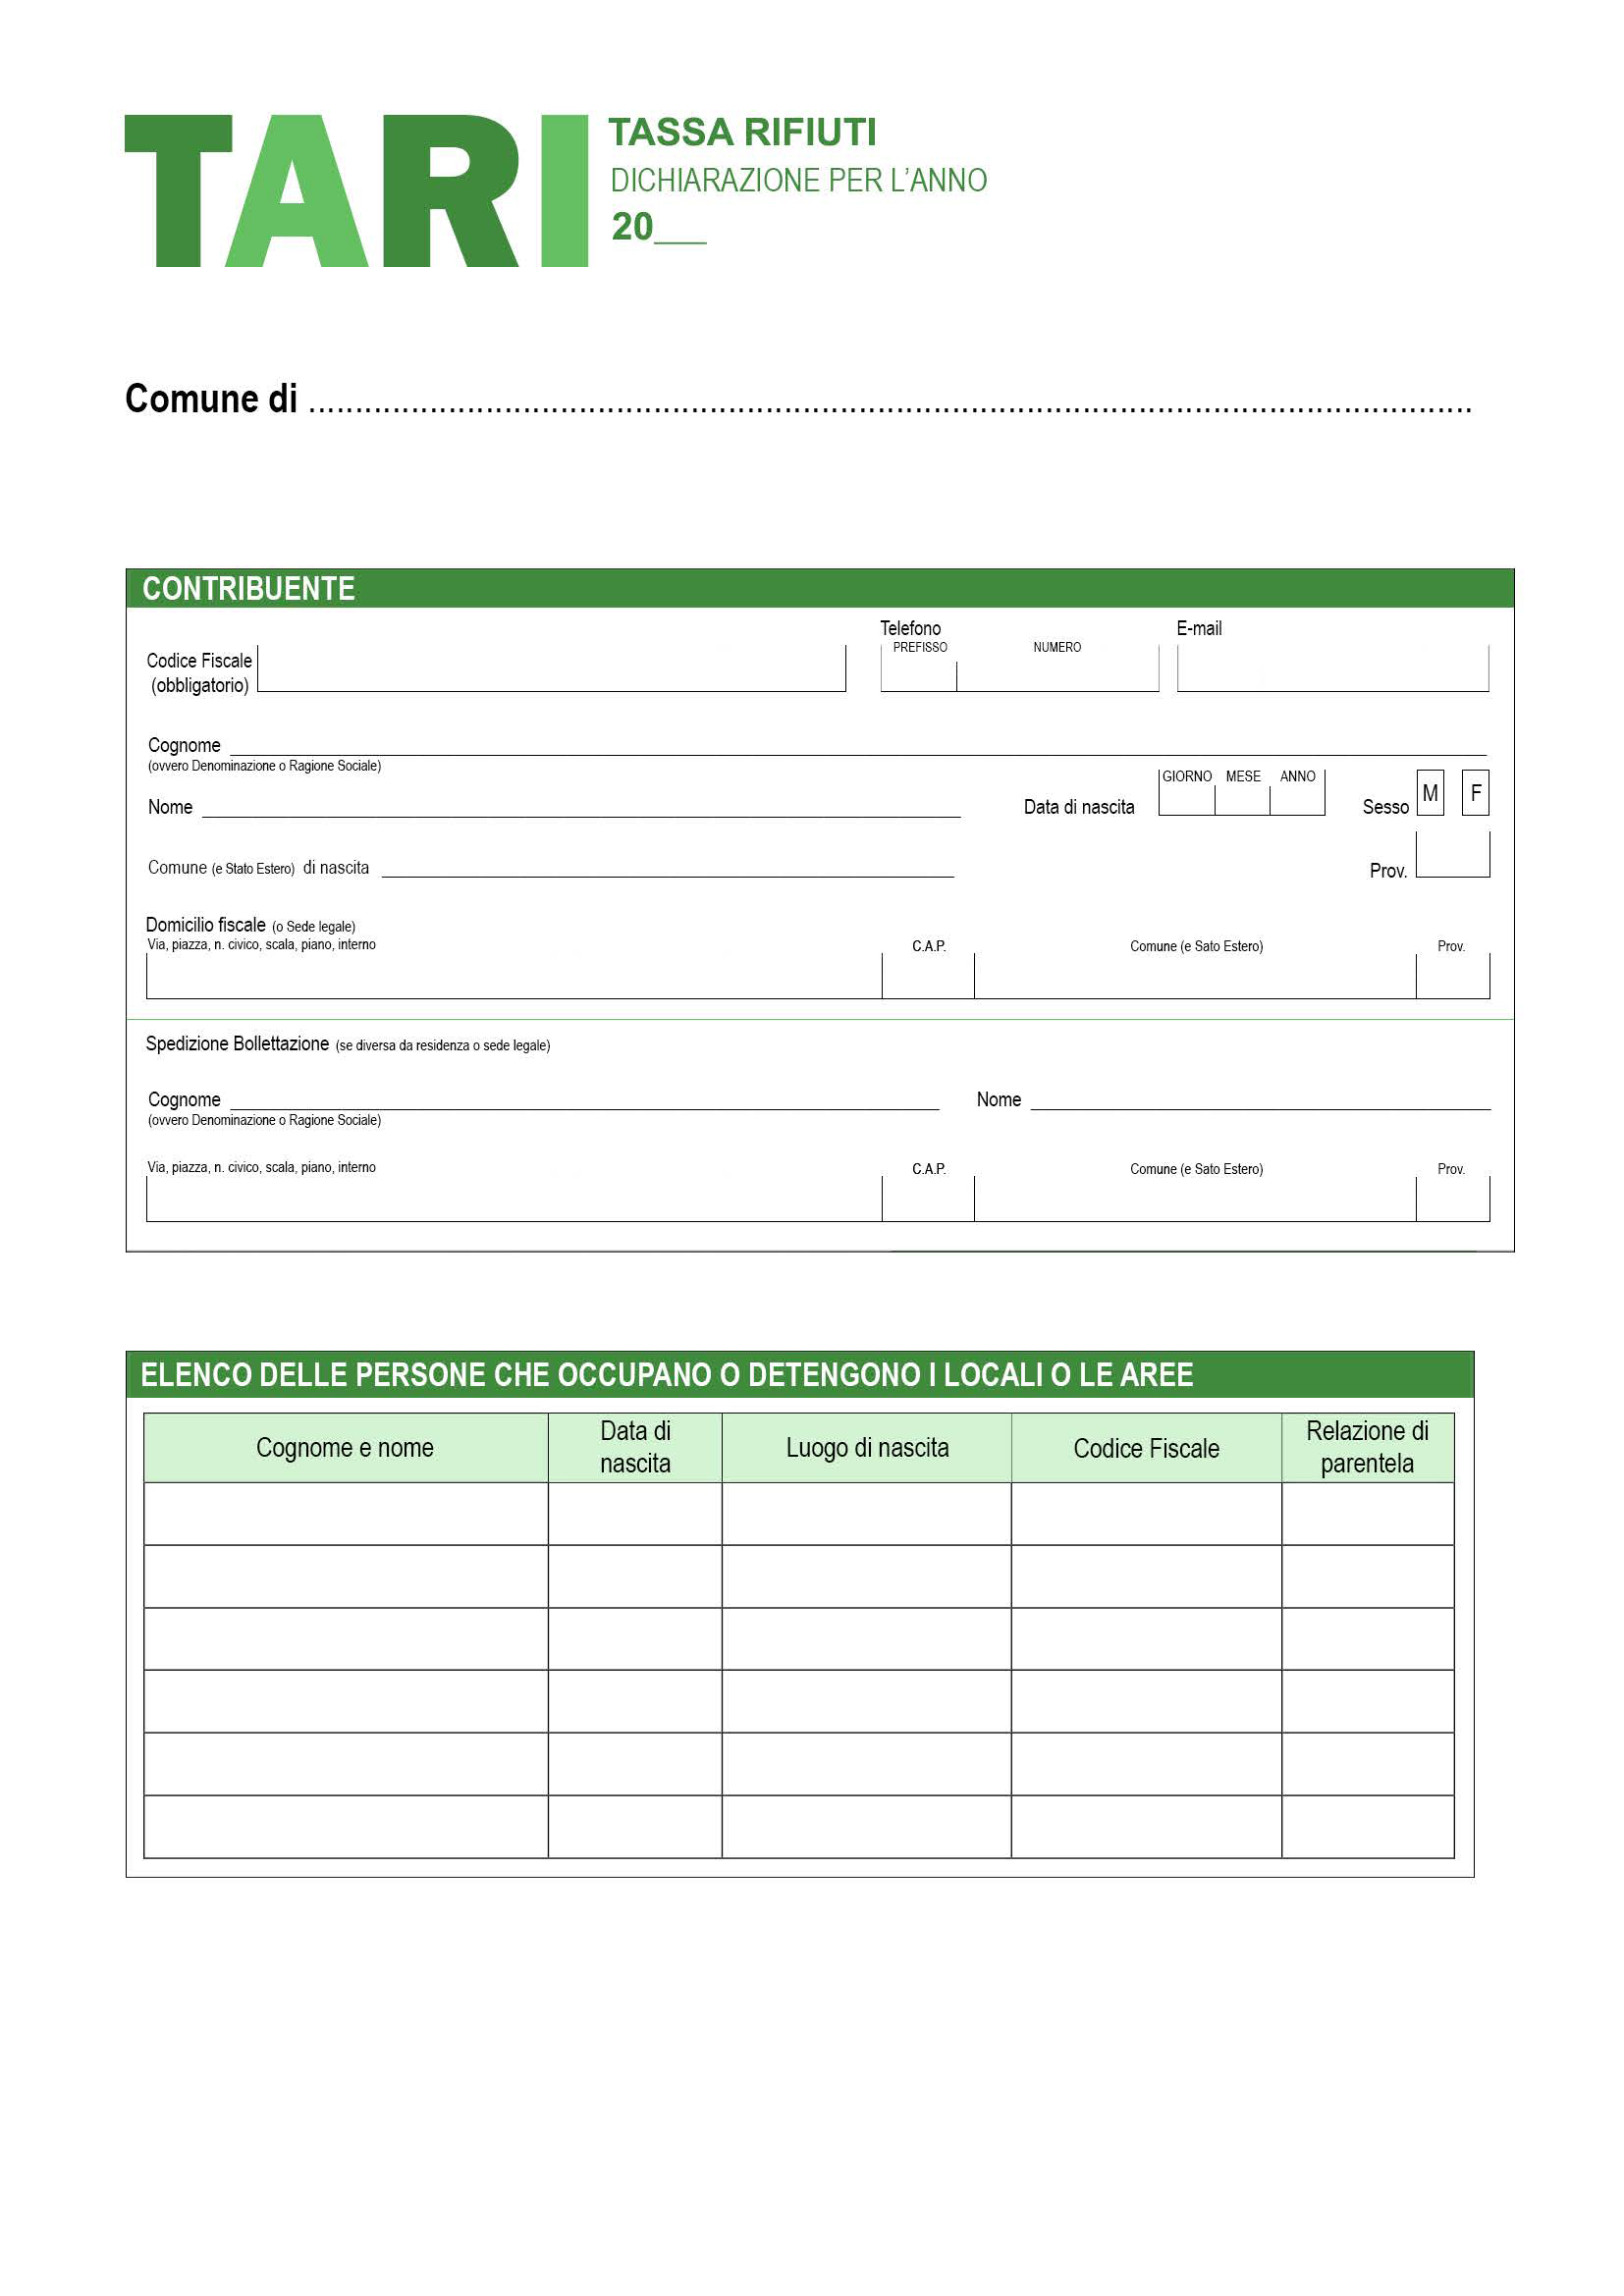 TARI
TASSA RIFIUTI
DICHIARAZIONE PER L’ANNO
20___
Comune di ........................................................................................................................
CONTRIBUENTE
Telefono E-mail
PREFISSO NUMERO
Codice Fiscale
(obbligatorio)
Cognome
(ovvero Denominazione o Ragione Sociale)
GIORNO MESE ANNO
Nome Data di nascita Sesso M F
Comune (e Stato Estero) di nascita Prov.
Domicilio fiscale (o Sede legale)
Via, piazza, n. civico, scala, piano, interno C.A.P. Comune (e Sato Estero) Prov.
Spedizione Bollettazione (se diversa da residenza o sede legale)
Cognome Nome
(ovvero Denominazione o Ragione Sociale)
Via, piazza, n. civico, scala, piano, interno C.A.P. Comune (e Sato Estero) Prov.
ELENCO DELLE PERSONE CHE OCCUPANO O DETENGONO I LOCALI O LE AREE
Cognome e nome
Data di
nascita
Luogo di nascita
Codice Fiscale
Relazione di
parentela